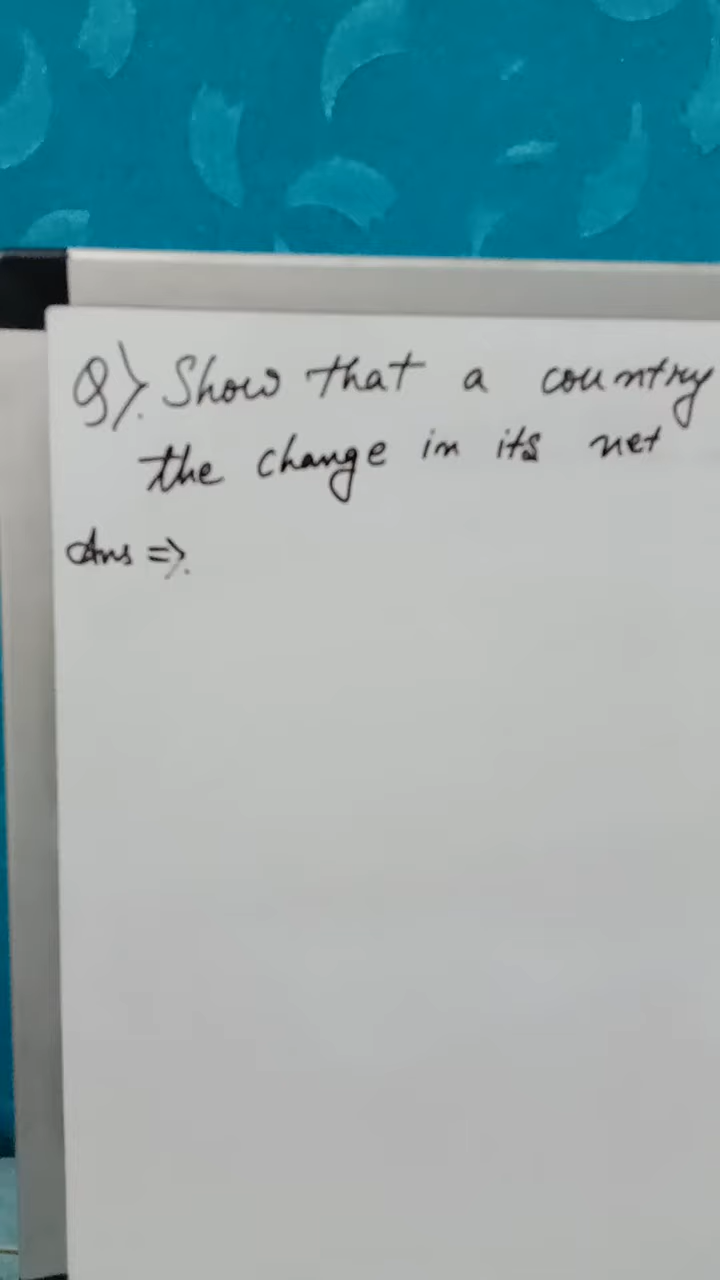 Q). Show that a country
the change in its net
Ans =>.